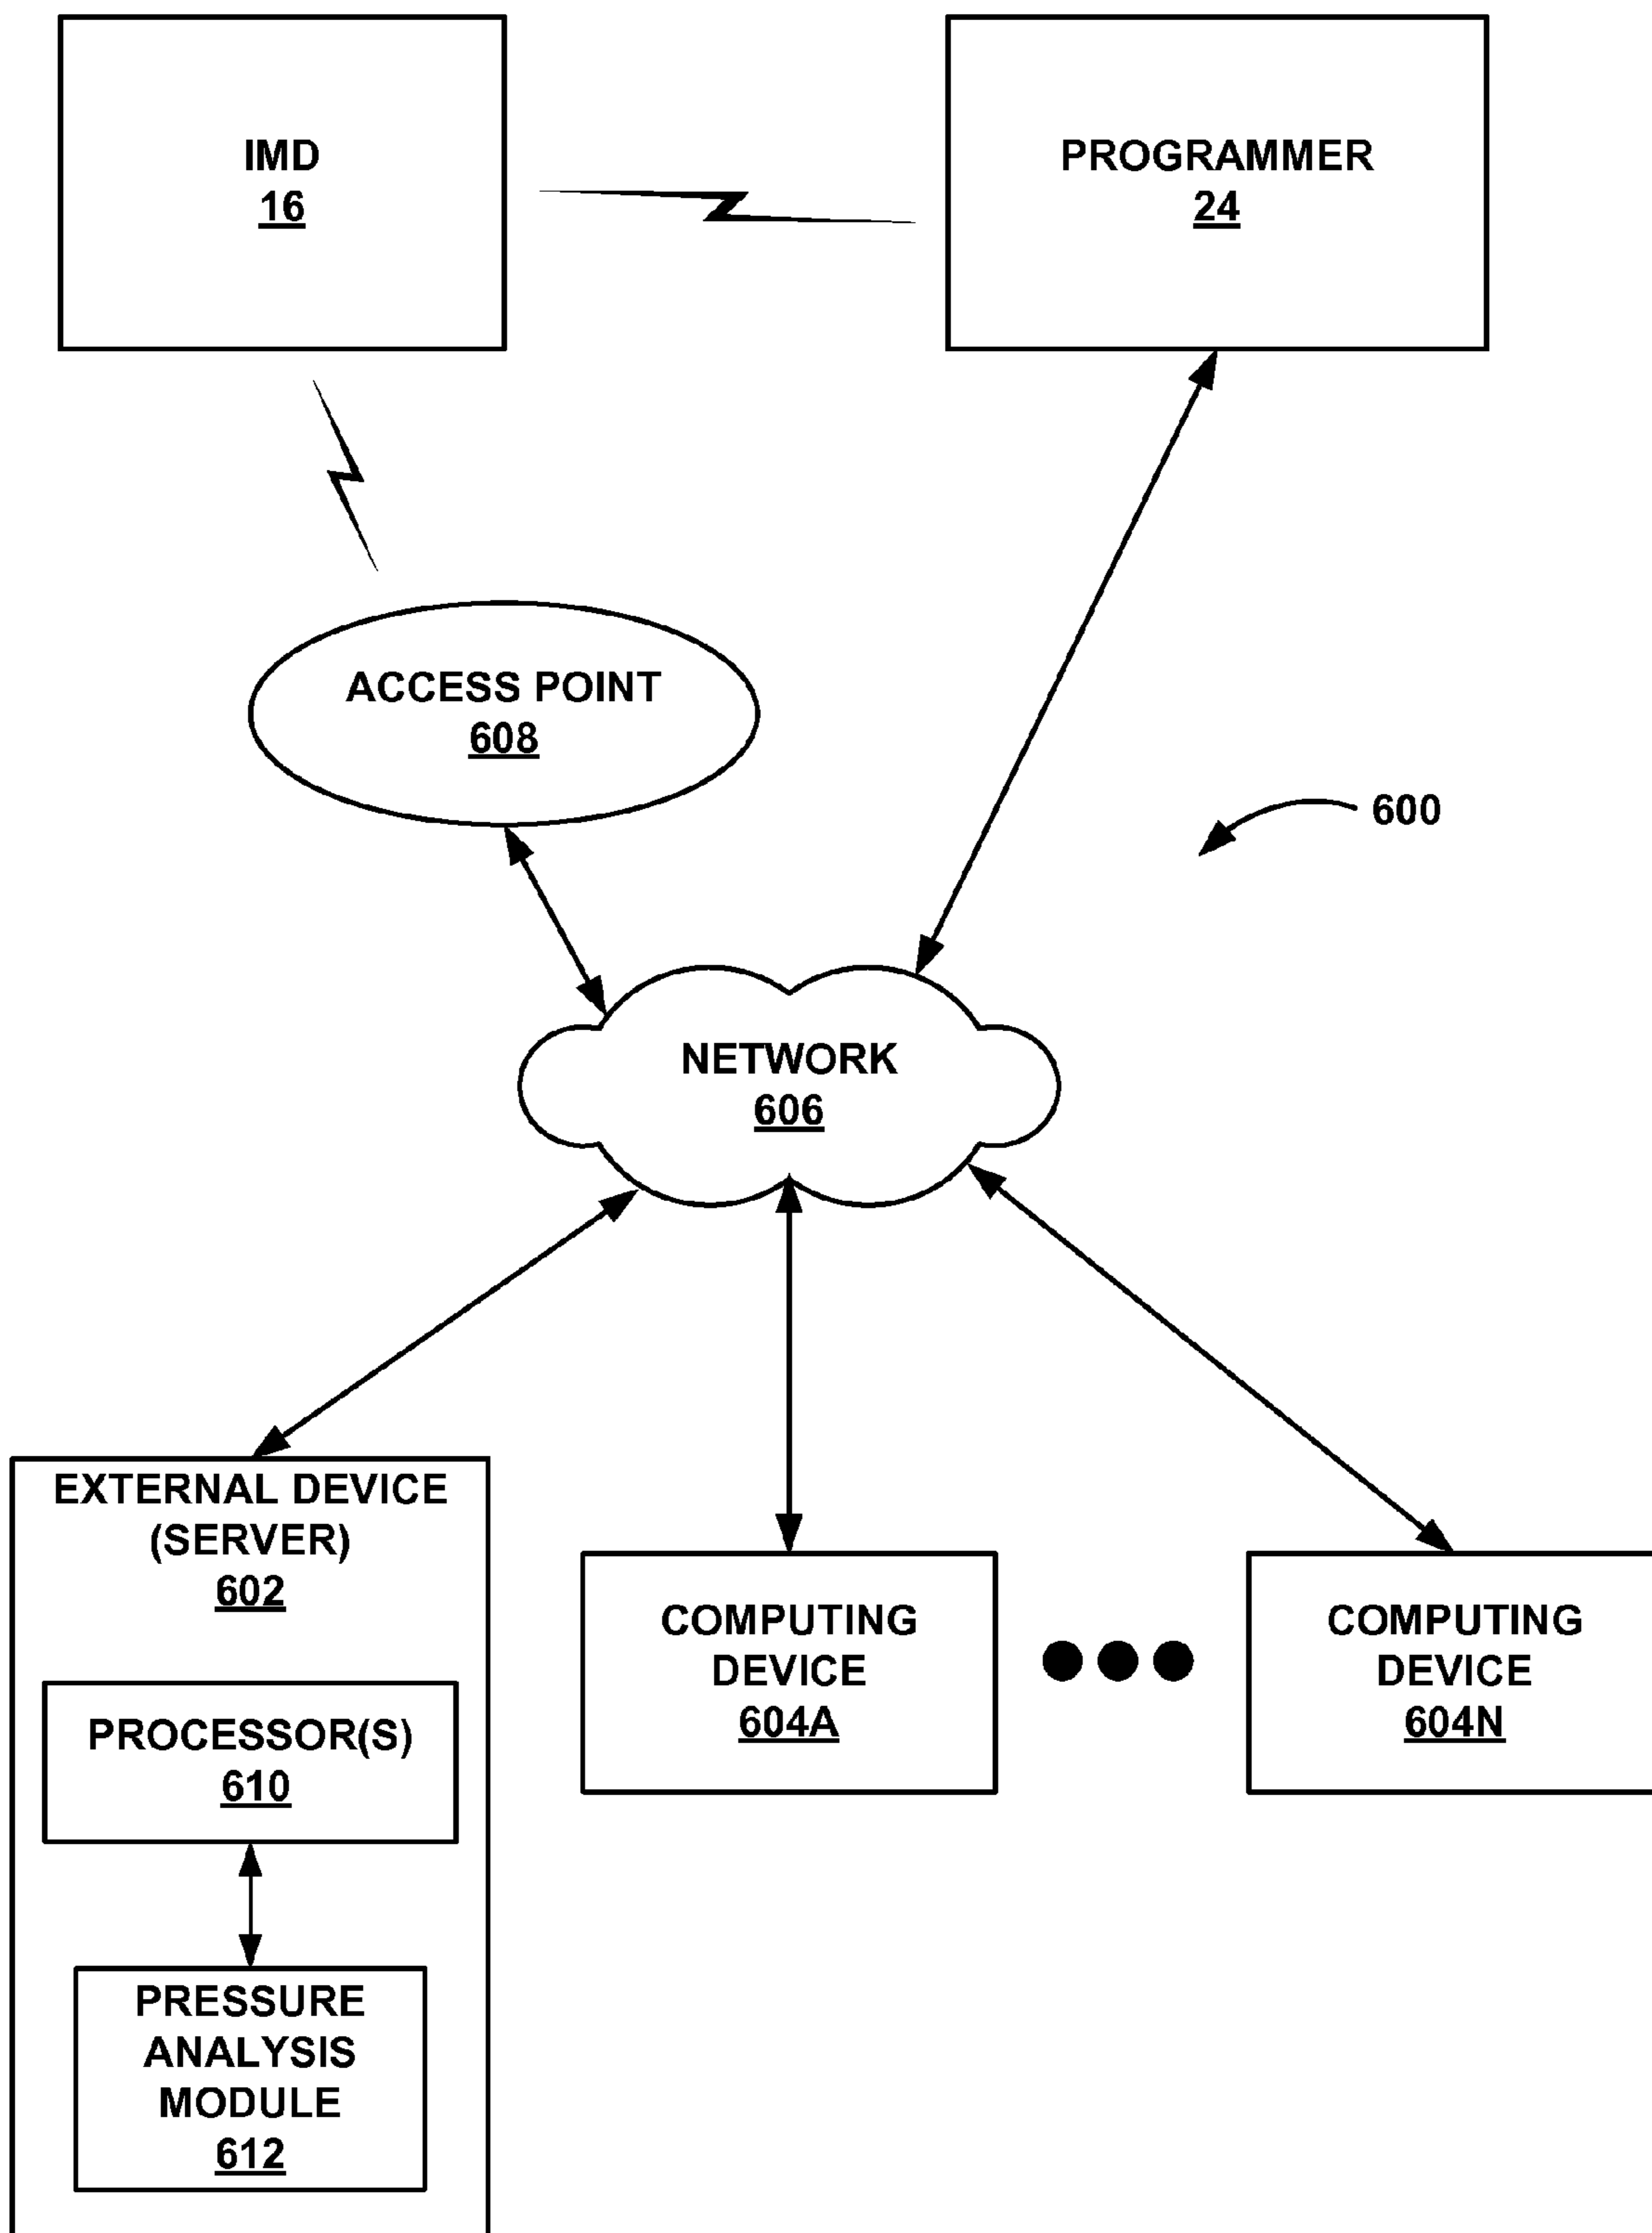 IMD
16
PROGRAMMER
24
ACCESS POINT
608
600
NETWORK
606
EXTERNAL DEVICE
(SERVER)
602
PROCESSOR(S)
610
PRESSURE
ANALYSIS
MODULE
612
COMPUTING
DEVICE
604A
COMPUTING
DEVICE
604N